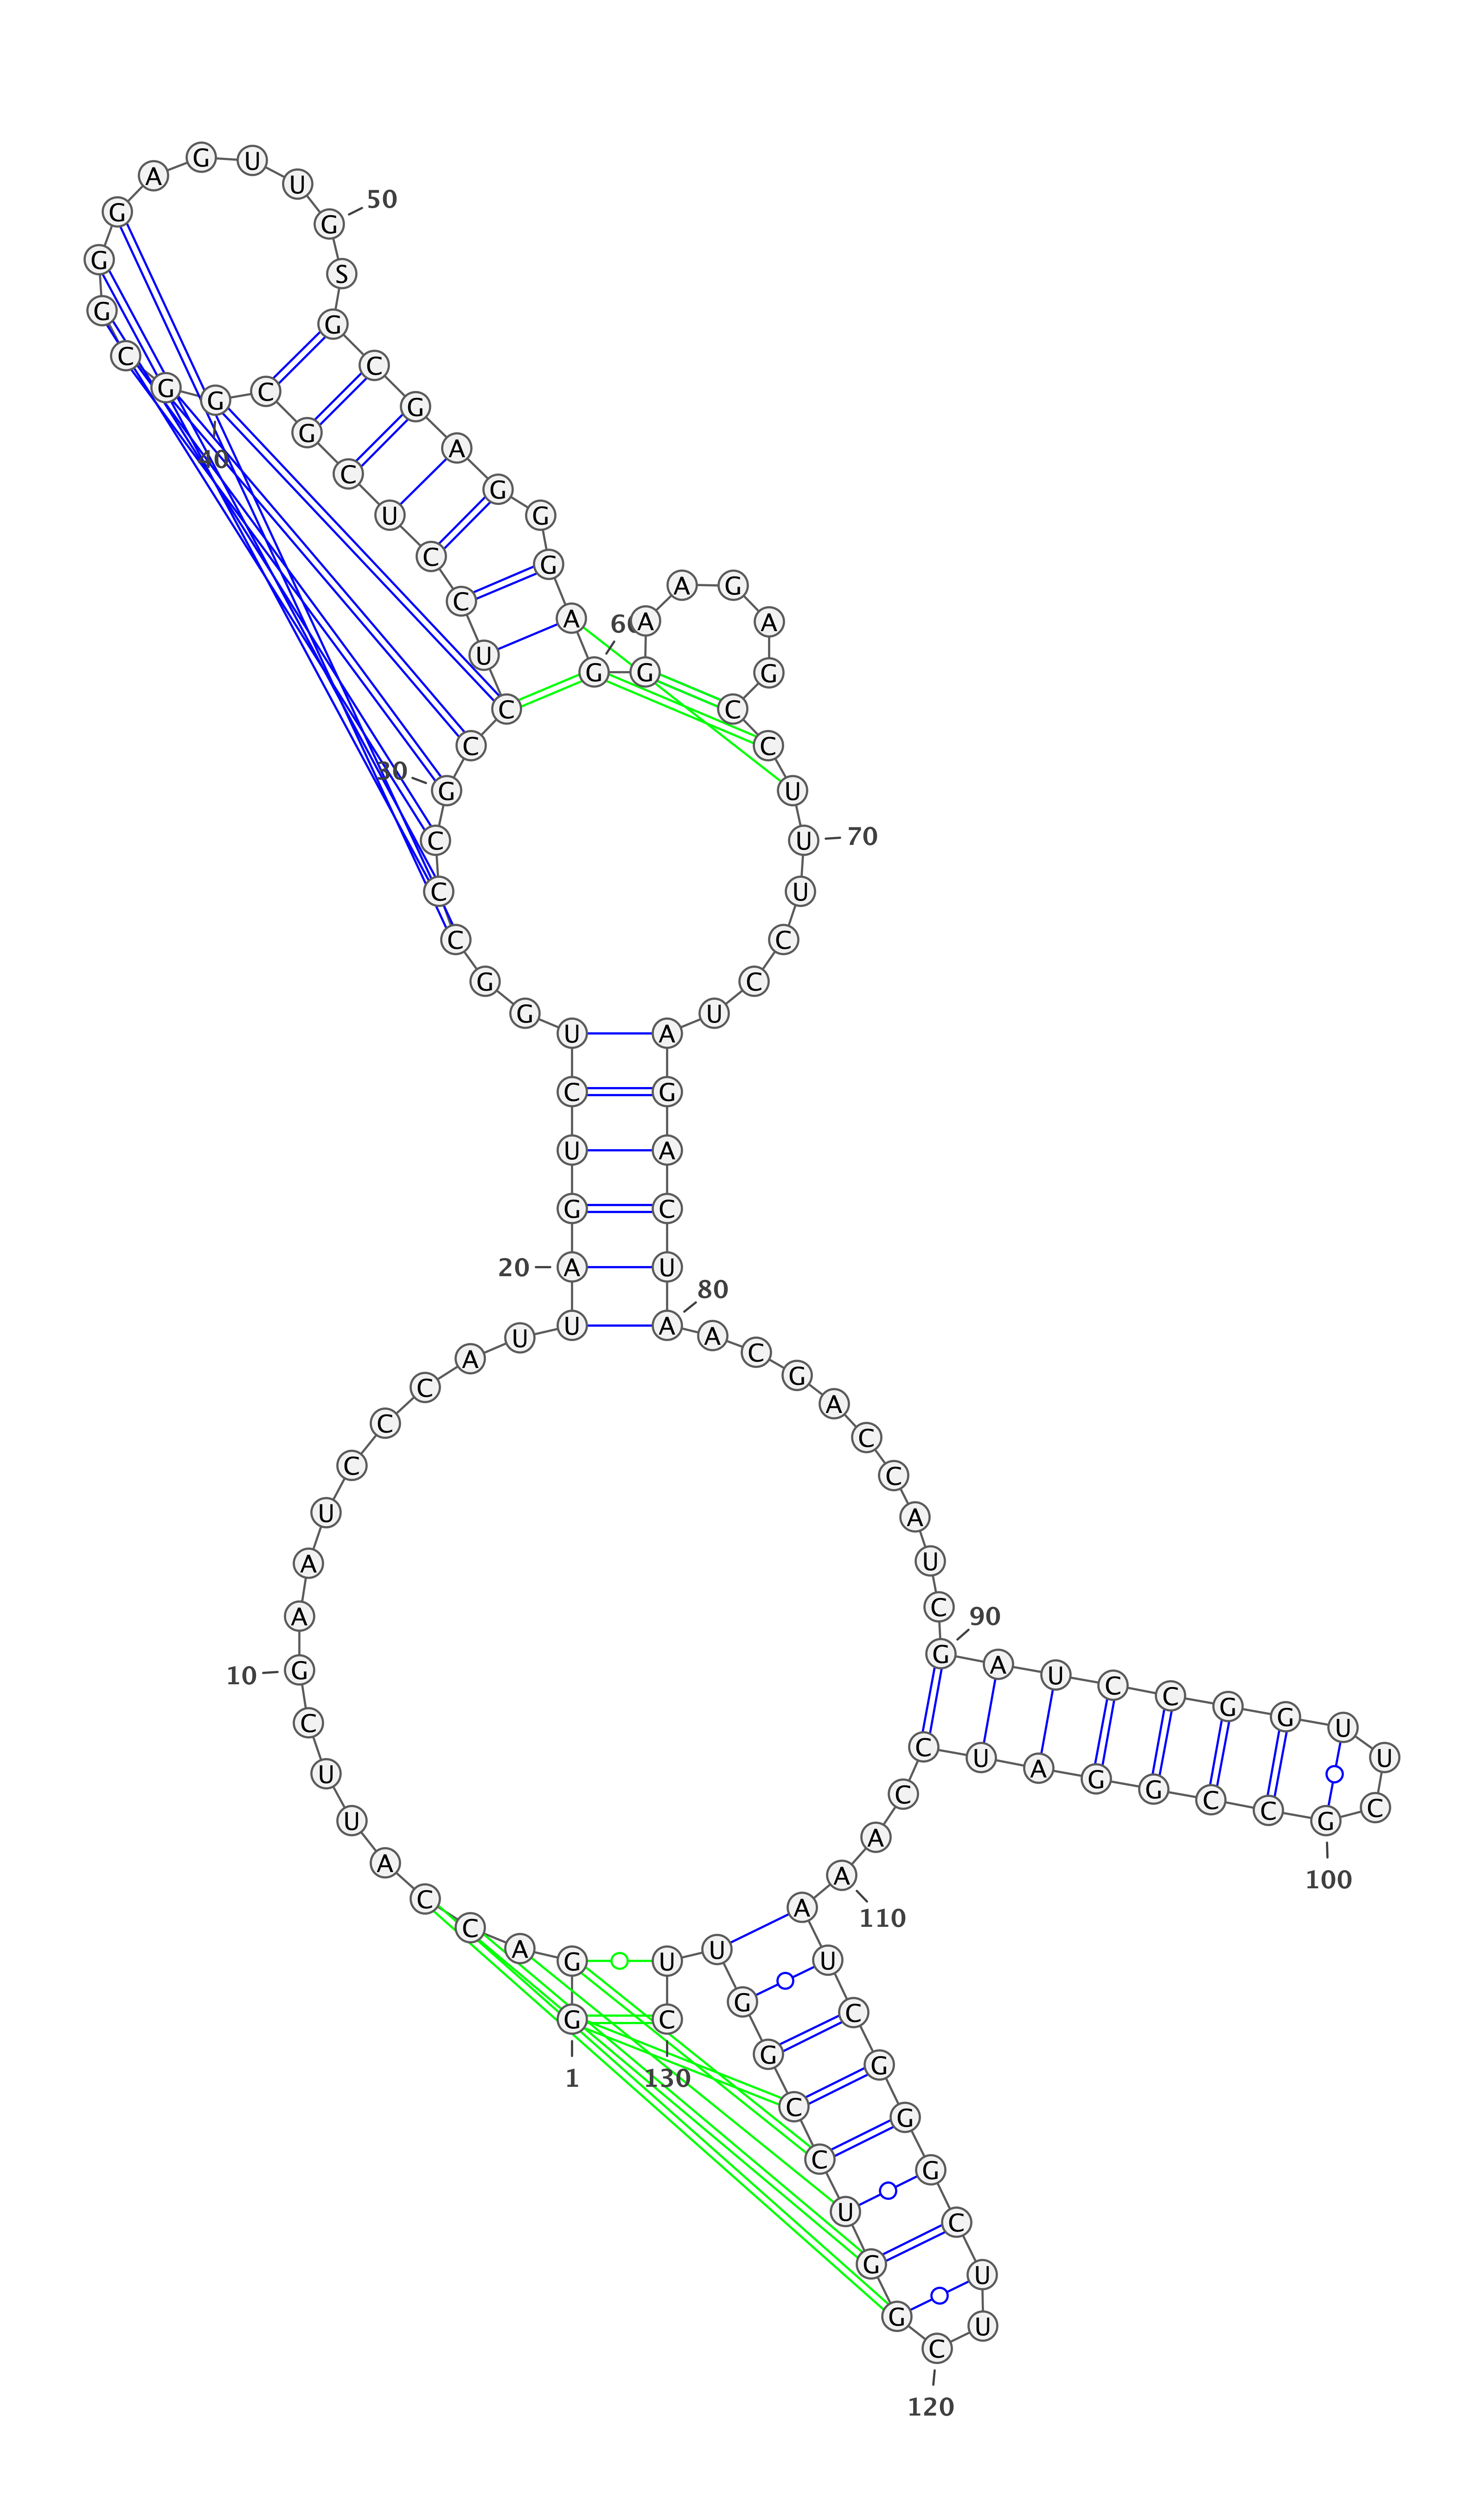 G G A C C A U U C G
A A U C C C A U U A
G U C U G G C C C G
C C U C C U C G C G
G C G G G A G U U G
S G C G A G G G A G
G A A G A G C C U U
U C C U A G A C U A
A C G A C C A U C G
A U C C G G U U C G
C C G G A U C C A A
A U C G G G C U U C
G G U C C G G U U C
1
10
20
30
40
50
60
70
80
90
100
110
120
130